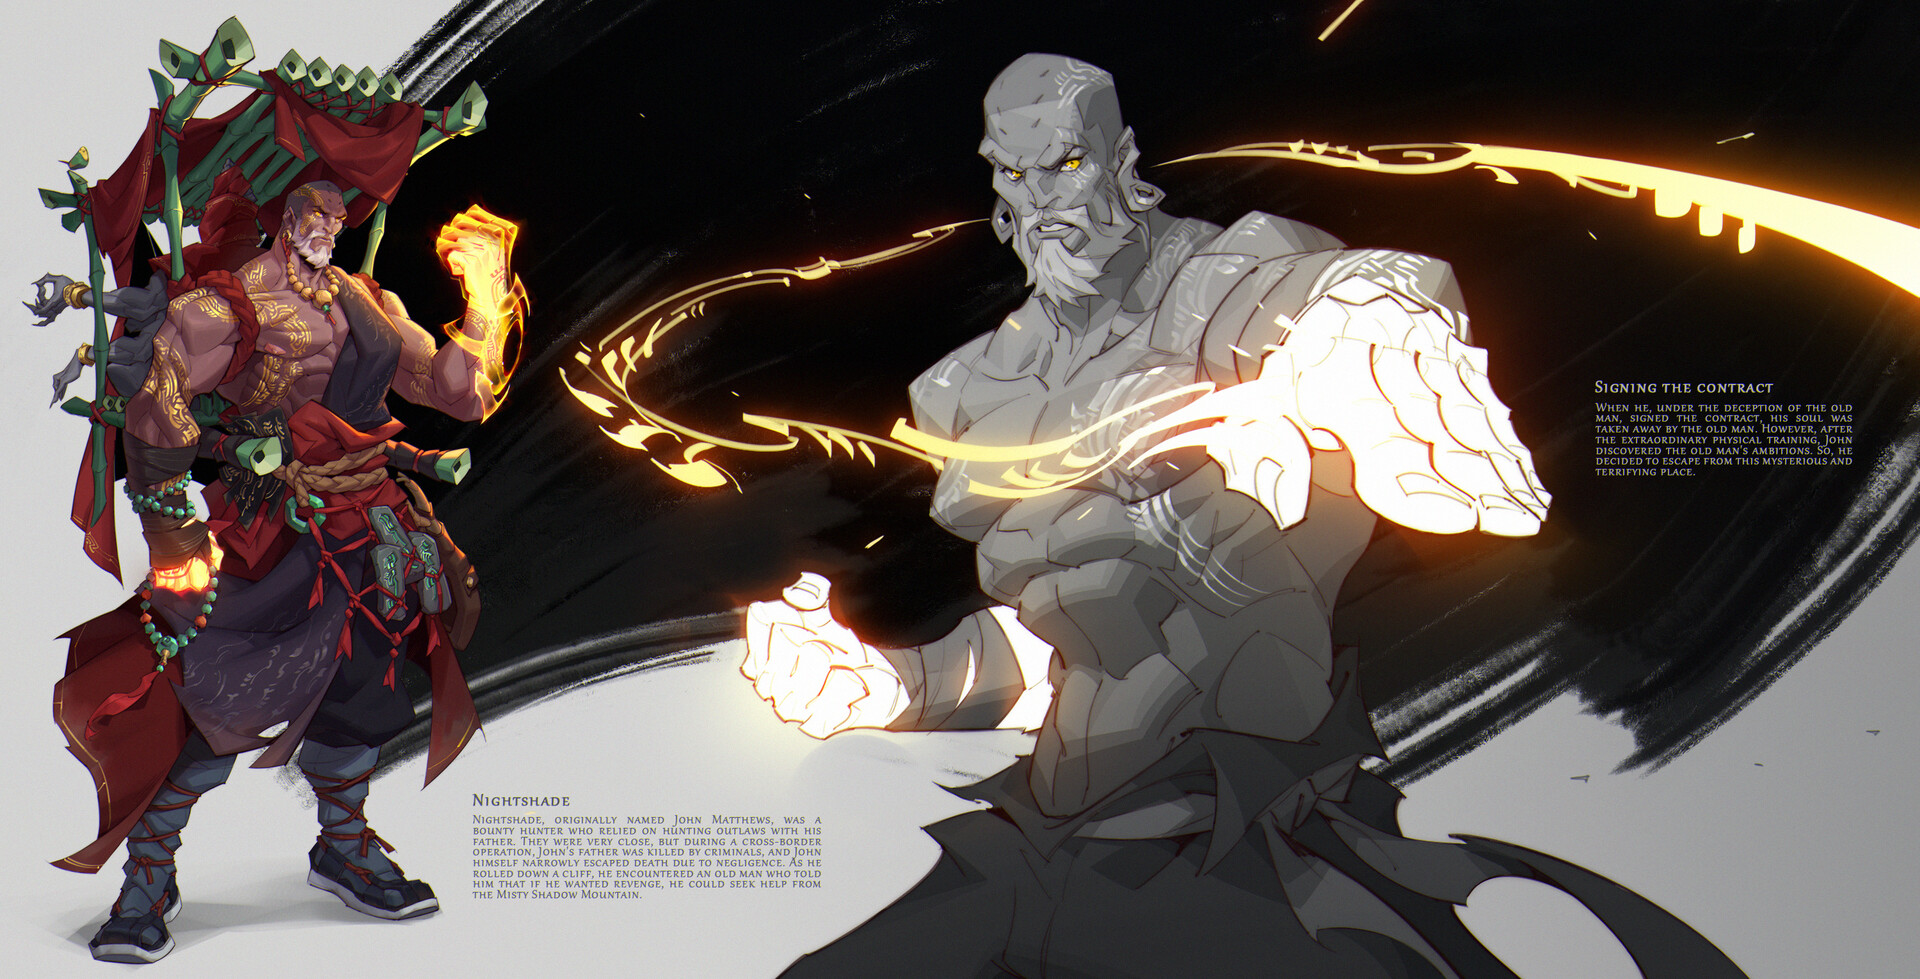 Nightshade
Nightshade, originally named John Matthews, was a
bounty hunter who relied on hunting outlaws with his
father. They were very close, but during a cross-border
operation, John's father was killed by criminals, and John
himself narrowly escaped death due to negligence. As he
rolled down a cliff, he encountered an old man who told
him that if he wanted revenge, he could seek help from
the Misty Shadow Mountain.
Signing the contract
When he, under the deception of the old
man, signed the contract, his soul was
taken away by the old man. However, after
the extraordinary physical training, John
discovered the old man's ambitions. So, he
decided to escape from this mysterious and
terrifying place.